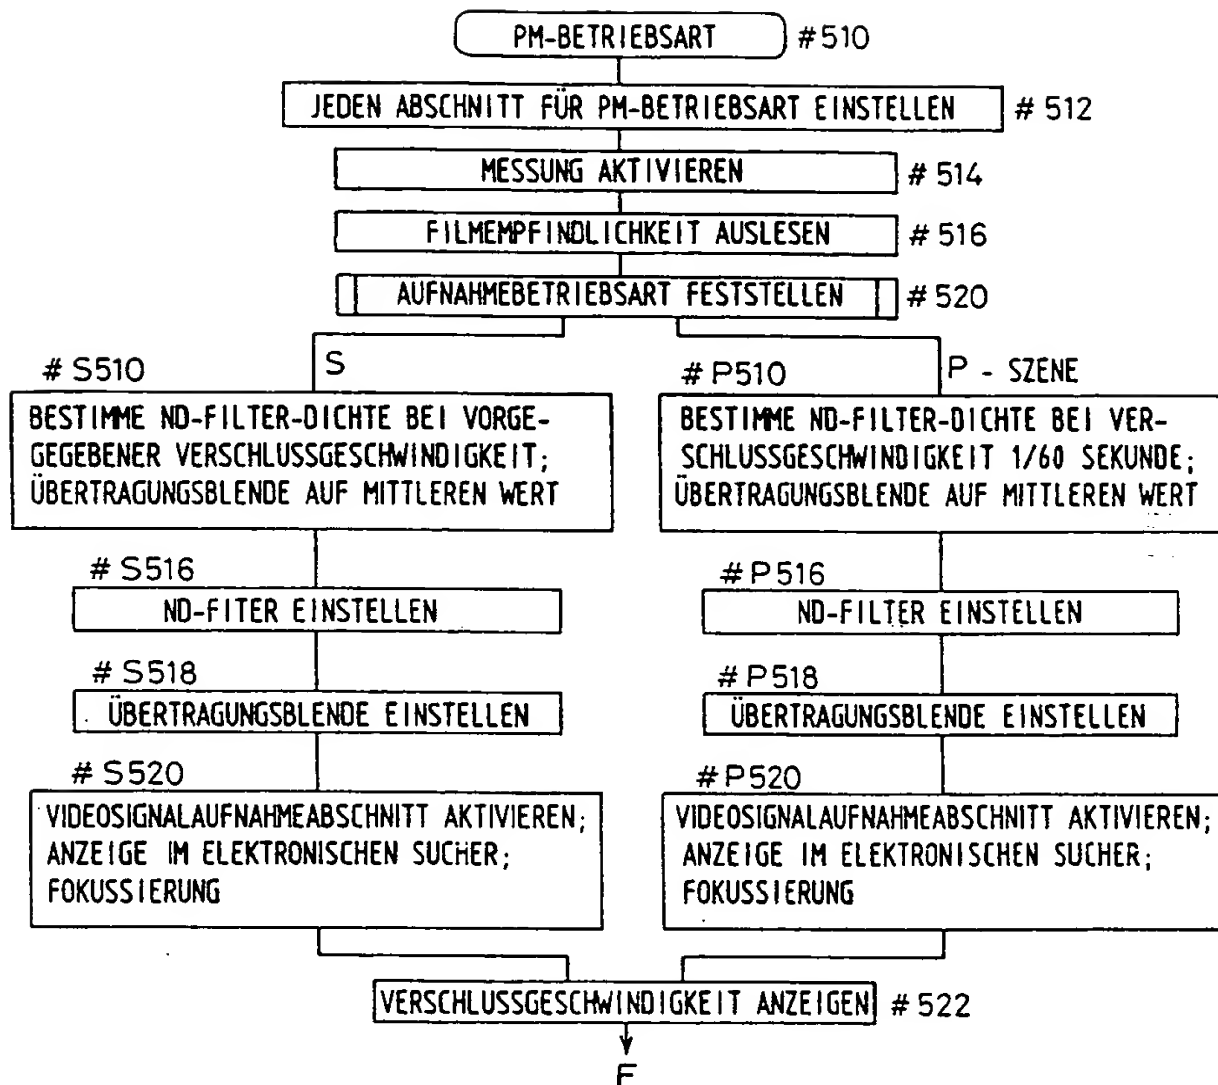 PM-BETRIEBSART #510
JEDEN ABSCHNITT FÜR PM-BETRIEBSART EINSTELLEN #512
MESSUNG AKTIVIEREN #514
FILMEMPFINDLICHKEIT AUSLESEN #516
AUFNAHMEBETRIEBSART FESTSTELLEN #520
S
#S510
BESTIMME ND-FILTER-DICHTE BEI VORGE-
GEGEBENER VERSCHLUSSGESCHWINDIGKEIT;
ÜBERTRAGUNGSBLENDE AUF MITTLEREN WERT
#S516
ND-FITER EINSTELLEN
#S518
ÜBERTRAGUNGSBLENDE EINSTELLEN
#S520
VIDEOSIGNALAUFNAHMEABSCHNITT AKTIVIEREN;
ANZEIGE IM ELEKTRONISCHEN SUCHER;
FOKUSSIERUNG
P - SZENE
#P510
BESTIMME ND-FILTER-DICHTE BEI VER-
SCHLUSSGESCHWINDIGKEIT 1/60 SEKUNDE;
ÜBERTRAGUNGSBLENDE AUF MITTLEREN WERT
#P516
ND-FILTER EINSTELLEN
#P518
ÜBERTRAGUNGSBLENDE EINSTELLEN
#P520
VIDEOSIGNALAUFNAHMEABSCHNITT AKTIVIEREN;
ANZEIGE IM ELEKTRONISCHEN SUCHER;
FOKUSSIERUNG
VERSCHLUSSGESCHWINDIGKEIT ANZEIGEN #522